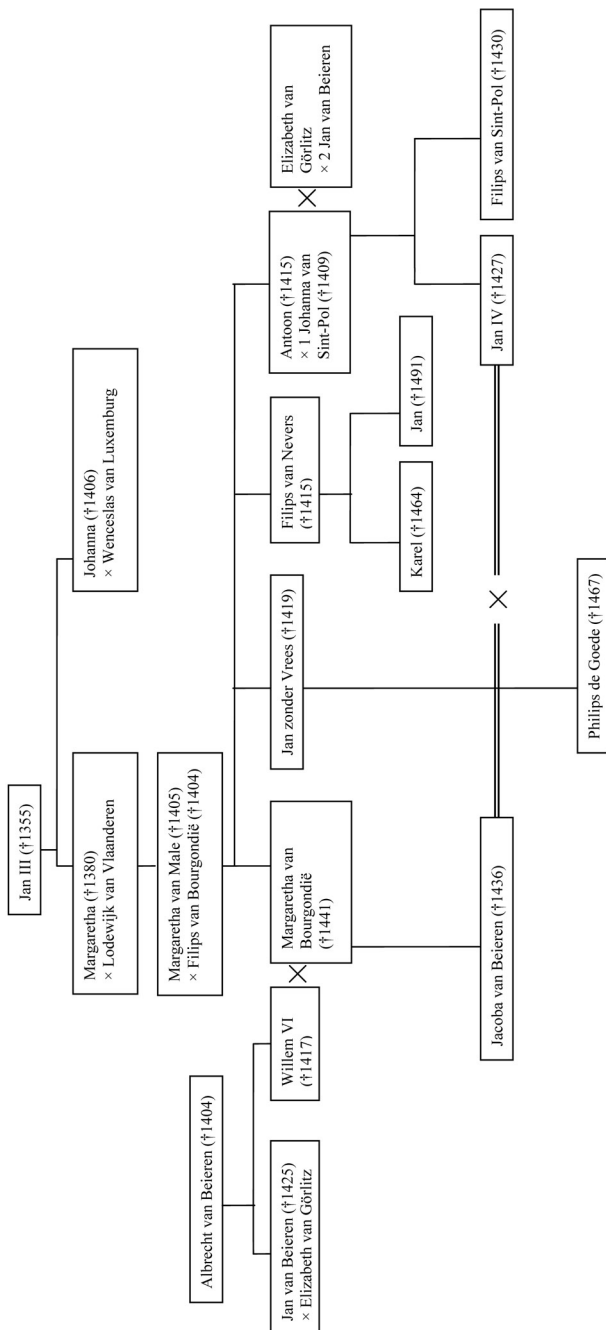 Jan III (†1355)
Margaretha (†1380)
× Lodewijk van Vlaanderen
Johanna (†1406)
× Wenceslas van Luxemburg
Albrecht van Beieren (†1404)
Margaretha van Male (†1405)
× Filips van Bourgondië (†1404)
Jan van Beieren (†1425)
× Elizabeth van Görlitz
Willem VI
(†1417)
×
Margaretha van
Bourgondië
(†1441)
Jan zonder Vrees (†1419)
Filips van Nevers
(†1415)
Antoon (†1415)
× 1 Johanna van
Sint-Pol (†1409)
×
Elizabeth van
Görlitz
× 2 Jan van Beieren
Karel (†1464)
Jan (†1491)
Jacoba van Beieren (†1436)
×
Jan IV (†1427)
Filips van Sint-Pol (†1430)
Philips de Goede (†1467)